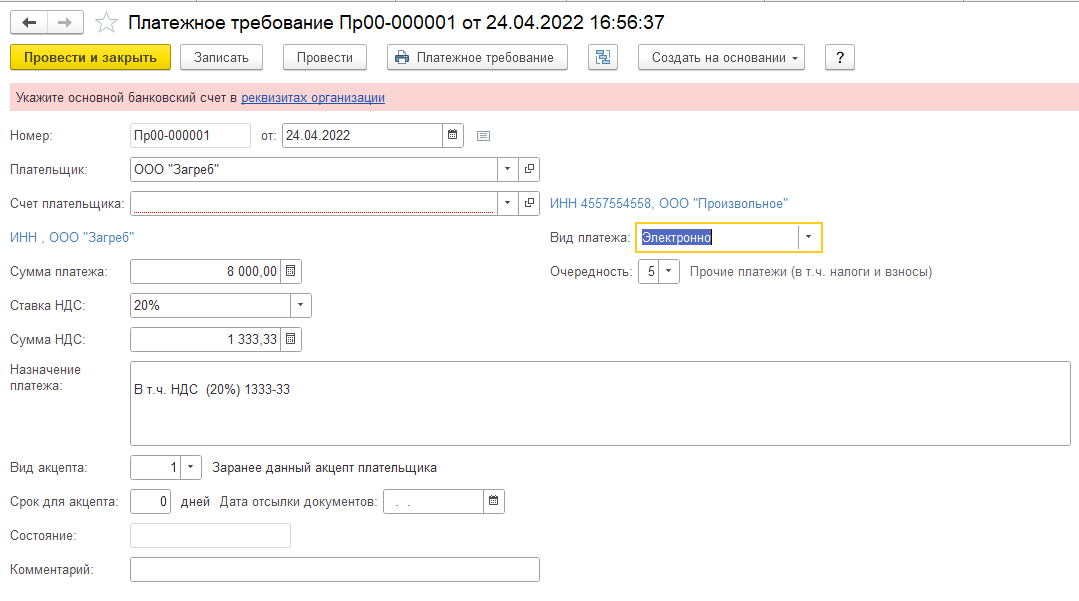 Платежное требование Пр00-000001 от 24.04.2022 16:56:37
Провести и закрыть Записать Провести Платежное требование Создать на основании ?
Укажите основной банковский счет в реквизитах организации
Номер: Пр00-000001 от: 24.04.2022
Плательщик: ООО "Загреб"
Счет плательщика: ИНН 4557554558, ООО "Произвольное"
ИНН , ООО "Загреб" Вид платежа: Электронно
Сумма платежа: 8 000,00 Очередность: 5 Прочие платежи (в т.ч. налоги и взносы)
Ставка НДС: 20%
Сумма НДС: 1 333,33
Назначение
платежа:
В т.ч. НДС (20%) 1333-33
Вид акцепта: 1 Заранее данный акцепт плательщика
Срок для акцепта: 0 дней Дата отсылки документов: . .
Состояние:
Комментарий: